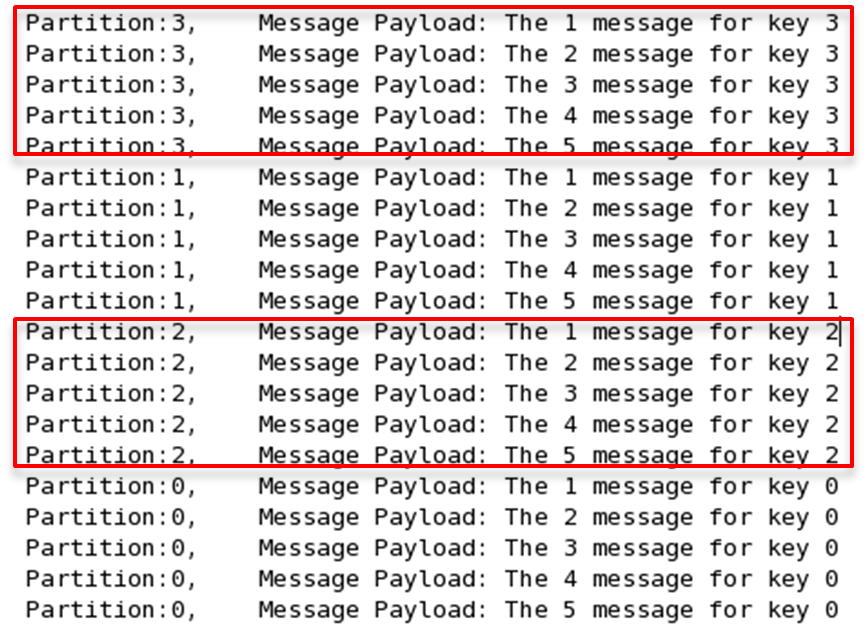 Partition:3,    Message Payload: The 1 message for key 3
Partition:3,    Message Payload: The 2 message for key 3
Partition:3,    Message Payload: The 3 message for key 3
Partition:3,    Message Payload: The 4 message for key 3
Partition:3,    Message Payload: The 5 message for key 3
Partition:1,    Message Payload: The 1 message for key 1
Partition:1,    Message Payload: The 2 message for key 1
Partition:1,    Message Payload: The 3 message for key 1
Partition:1,    Message Payload: The 4 message for key 1
Partition:1,    Message Payload: The 5 message for key 1
Partition:2,    Message Payload: The 1 message for key 2
Partition:2,    Message Payload: The 2 message for key 2
Partition:2,    Message Payload: The 3 message for key 2
Partition:2,    Message Payload: The 4 message for key 2
Partition:2,    Message Payload: The 5 message for key 2
Partition:0,    Message Payload: The 1 message for key 0
Partition:0,    Message Payload: The 2 message for key 0
Partition:0,    Message Payload: The 3 message for key 0
Partition:0,    Message Payload: The 4 message for key 0
Partition:0,    Message Payload: The 5 message for key 0